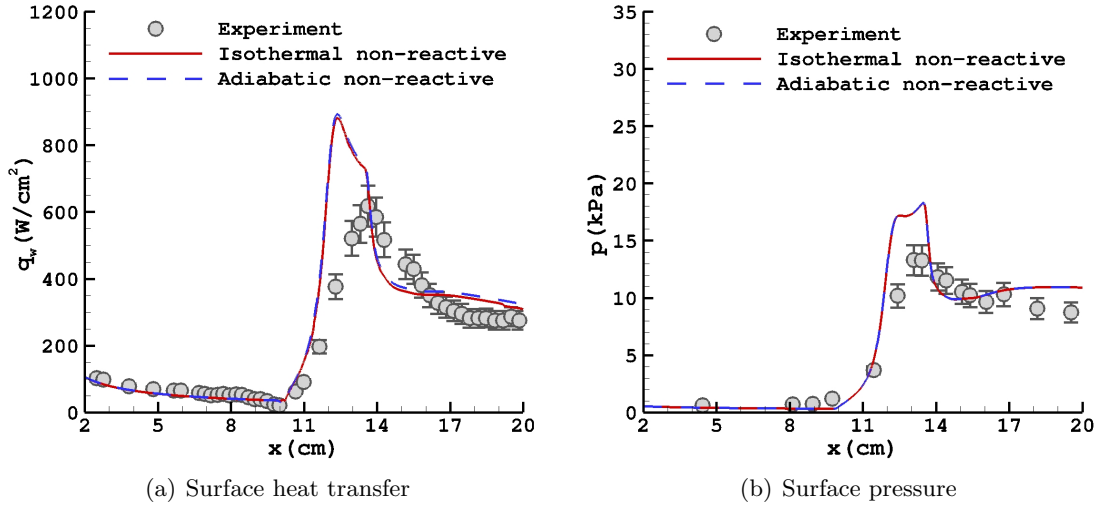 1200
1000
800
600
400
200
0
2
5
8
11
14
17
20
q_w (W/cm²)
x (cm)
Experiment
Isothermal non-reactive
Adiabatic non-reactive
(a) Surface heat transfer
35
30
25
20
15
10
5
0
2
5
8
11
14
17
20
p (kPa)
x (cm)
Experiment
Isothermal non-reactive
Adiabatic non-reactive
(b) Surface pressure